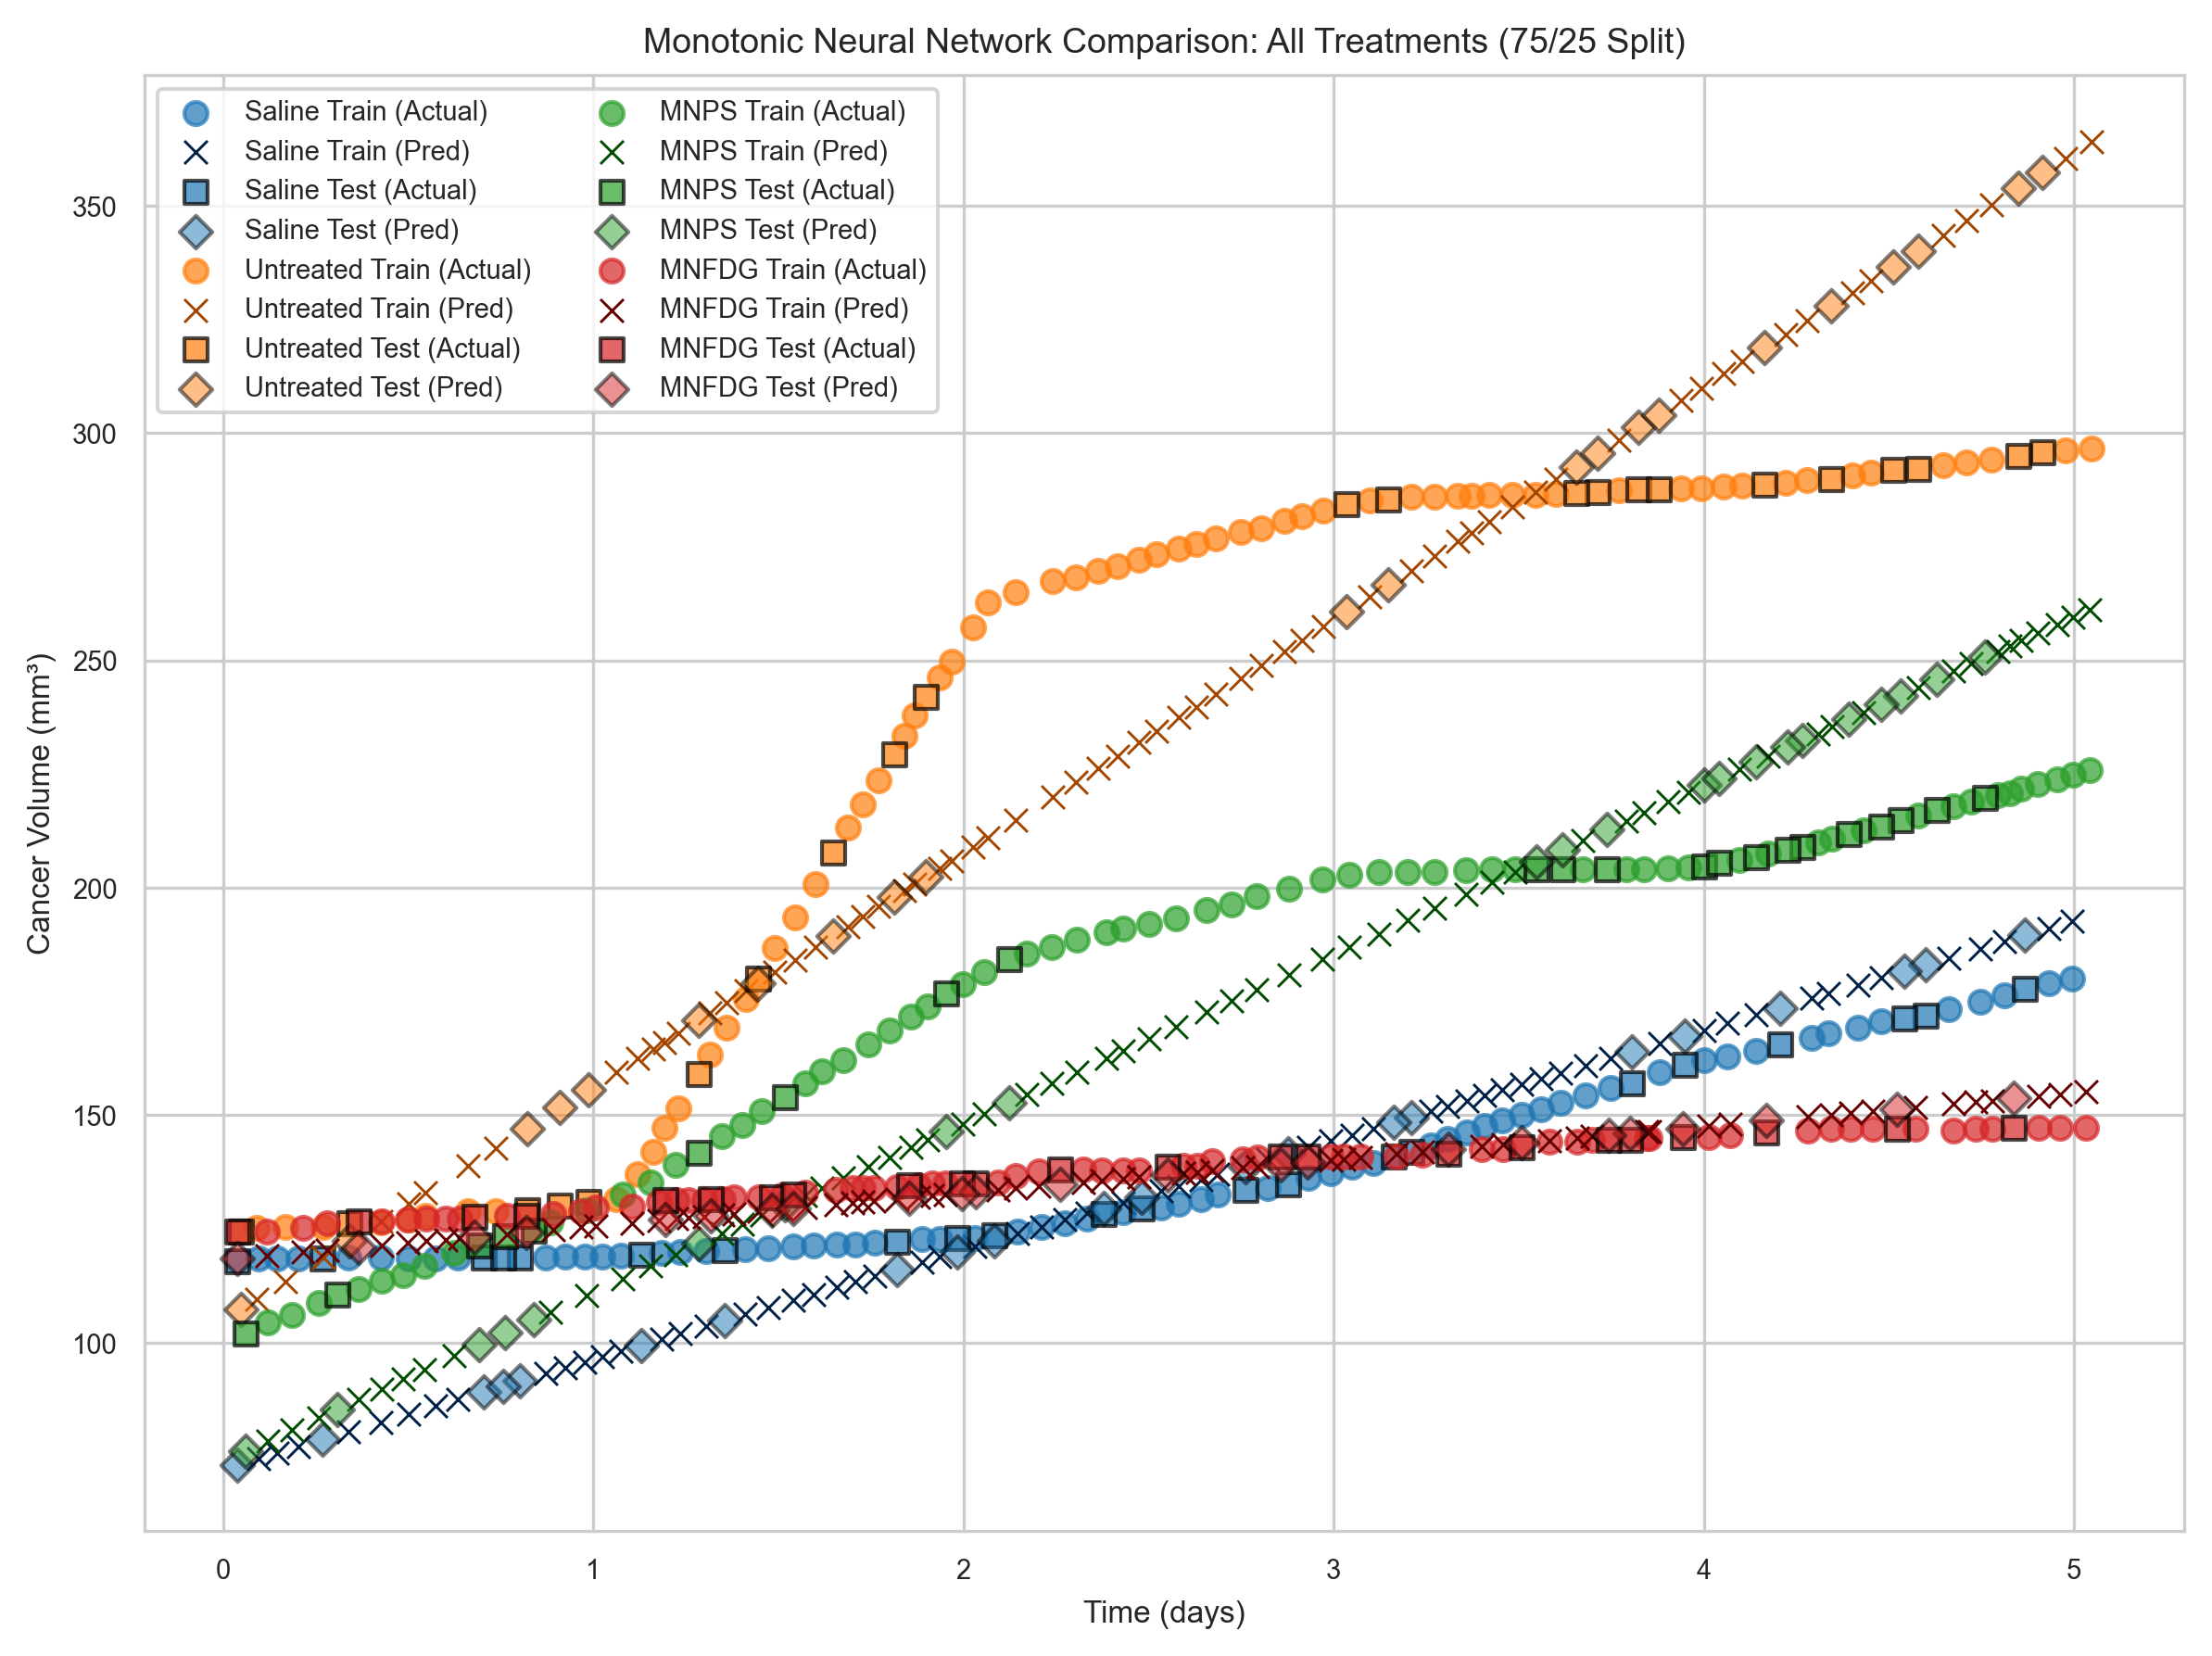 Monotonic Neural Network Comparison: All Treatments (75/25 Split)
Saline Train (Actual)
Saline Train (Pred)
Saline Test (Actual)
Saline Test (Pred)
Untreated Train (Actual)
Untreated Train (Pred)
Untreated Test (Actual)
Untreated Test (Pred)
MNPS Train (Actual)
MNPS Train (Pred)
MNPS Test (Actual)
MNPS Test (Pred)
MNFDG Train (Actual)
MNFDG Train (Pred)
MNFDG Test (Actual)
MNFDG Test (Pred)
Cancer Volume (mm³)
350
300
250
200
150
100
0 1 2 3 4 5
Time (days)